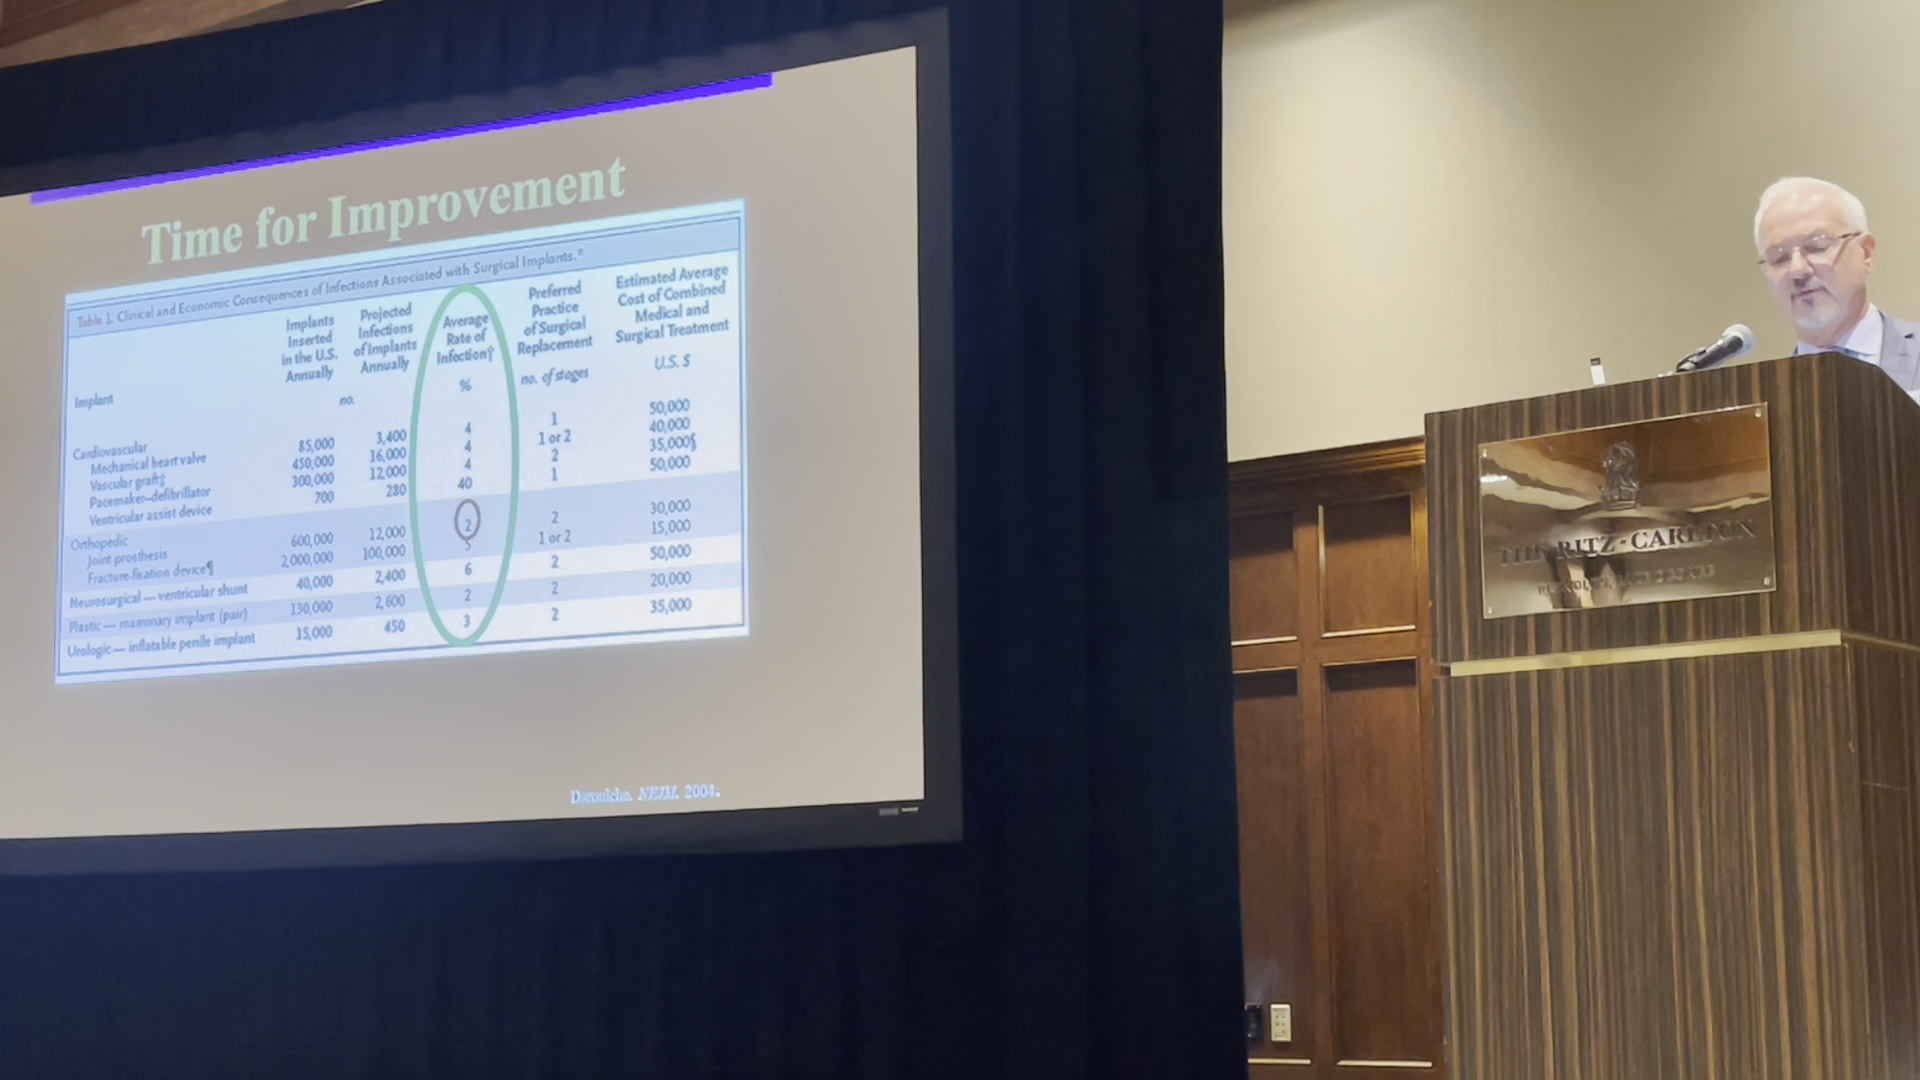 Time for Improvement
Table 1. Clinical and Economic Consequences of Infections Associated with Surgical Implants.*
Implant | Implants Inserted in the U.S. Annually | Projected Infections of Implants Annually | Average Rate of Infection† | Preferred Practice of Surgical Replacement | Estimated Average Cost of Combined Medical and Surgical Treatment
no. | % | no. of stages | U.S. $
Cardiovascular
Mechanical heart valve 85,000 3,400 4 1 50,000
Vascular graft‡ 450,000 16,000 4 1 or 2 40,000
Pacemaker–defibrillator 300,000 12,000 4 2 35,000§
Ventricular assist device 700 280 40 1 50,000
Orthopedic
Joint prosthesis 600,000 12,000 2 2 30,000
Fracture-fixation device¶ 2,000,000 100,000 5 1 or 2 15,000
Neurosurgical — ventricular shunt 40,000 2,400 6 2 50,000
Plastic — mammary implant (pair) 130,000 2,600 2 2 20,000
Urologic — inflatable penile implant 15,000 450 3 2 35,000
Darouiche. NEJM. 2004.
THE RITZ-CARLTON